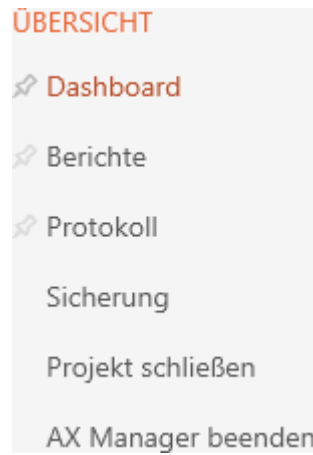 ÜBERSICHT
Dashboard
Berichte
Protokoll
Sicherung
Projekt schließen
AX Manager beenden